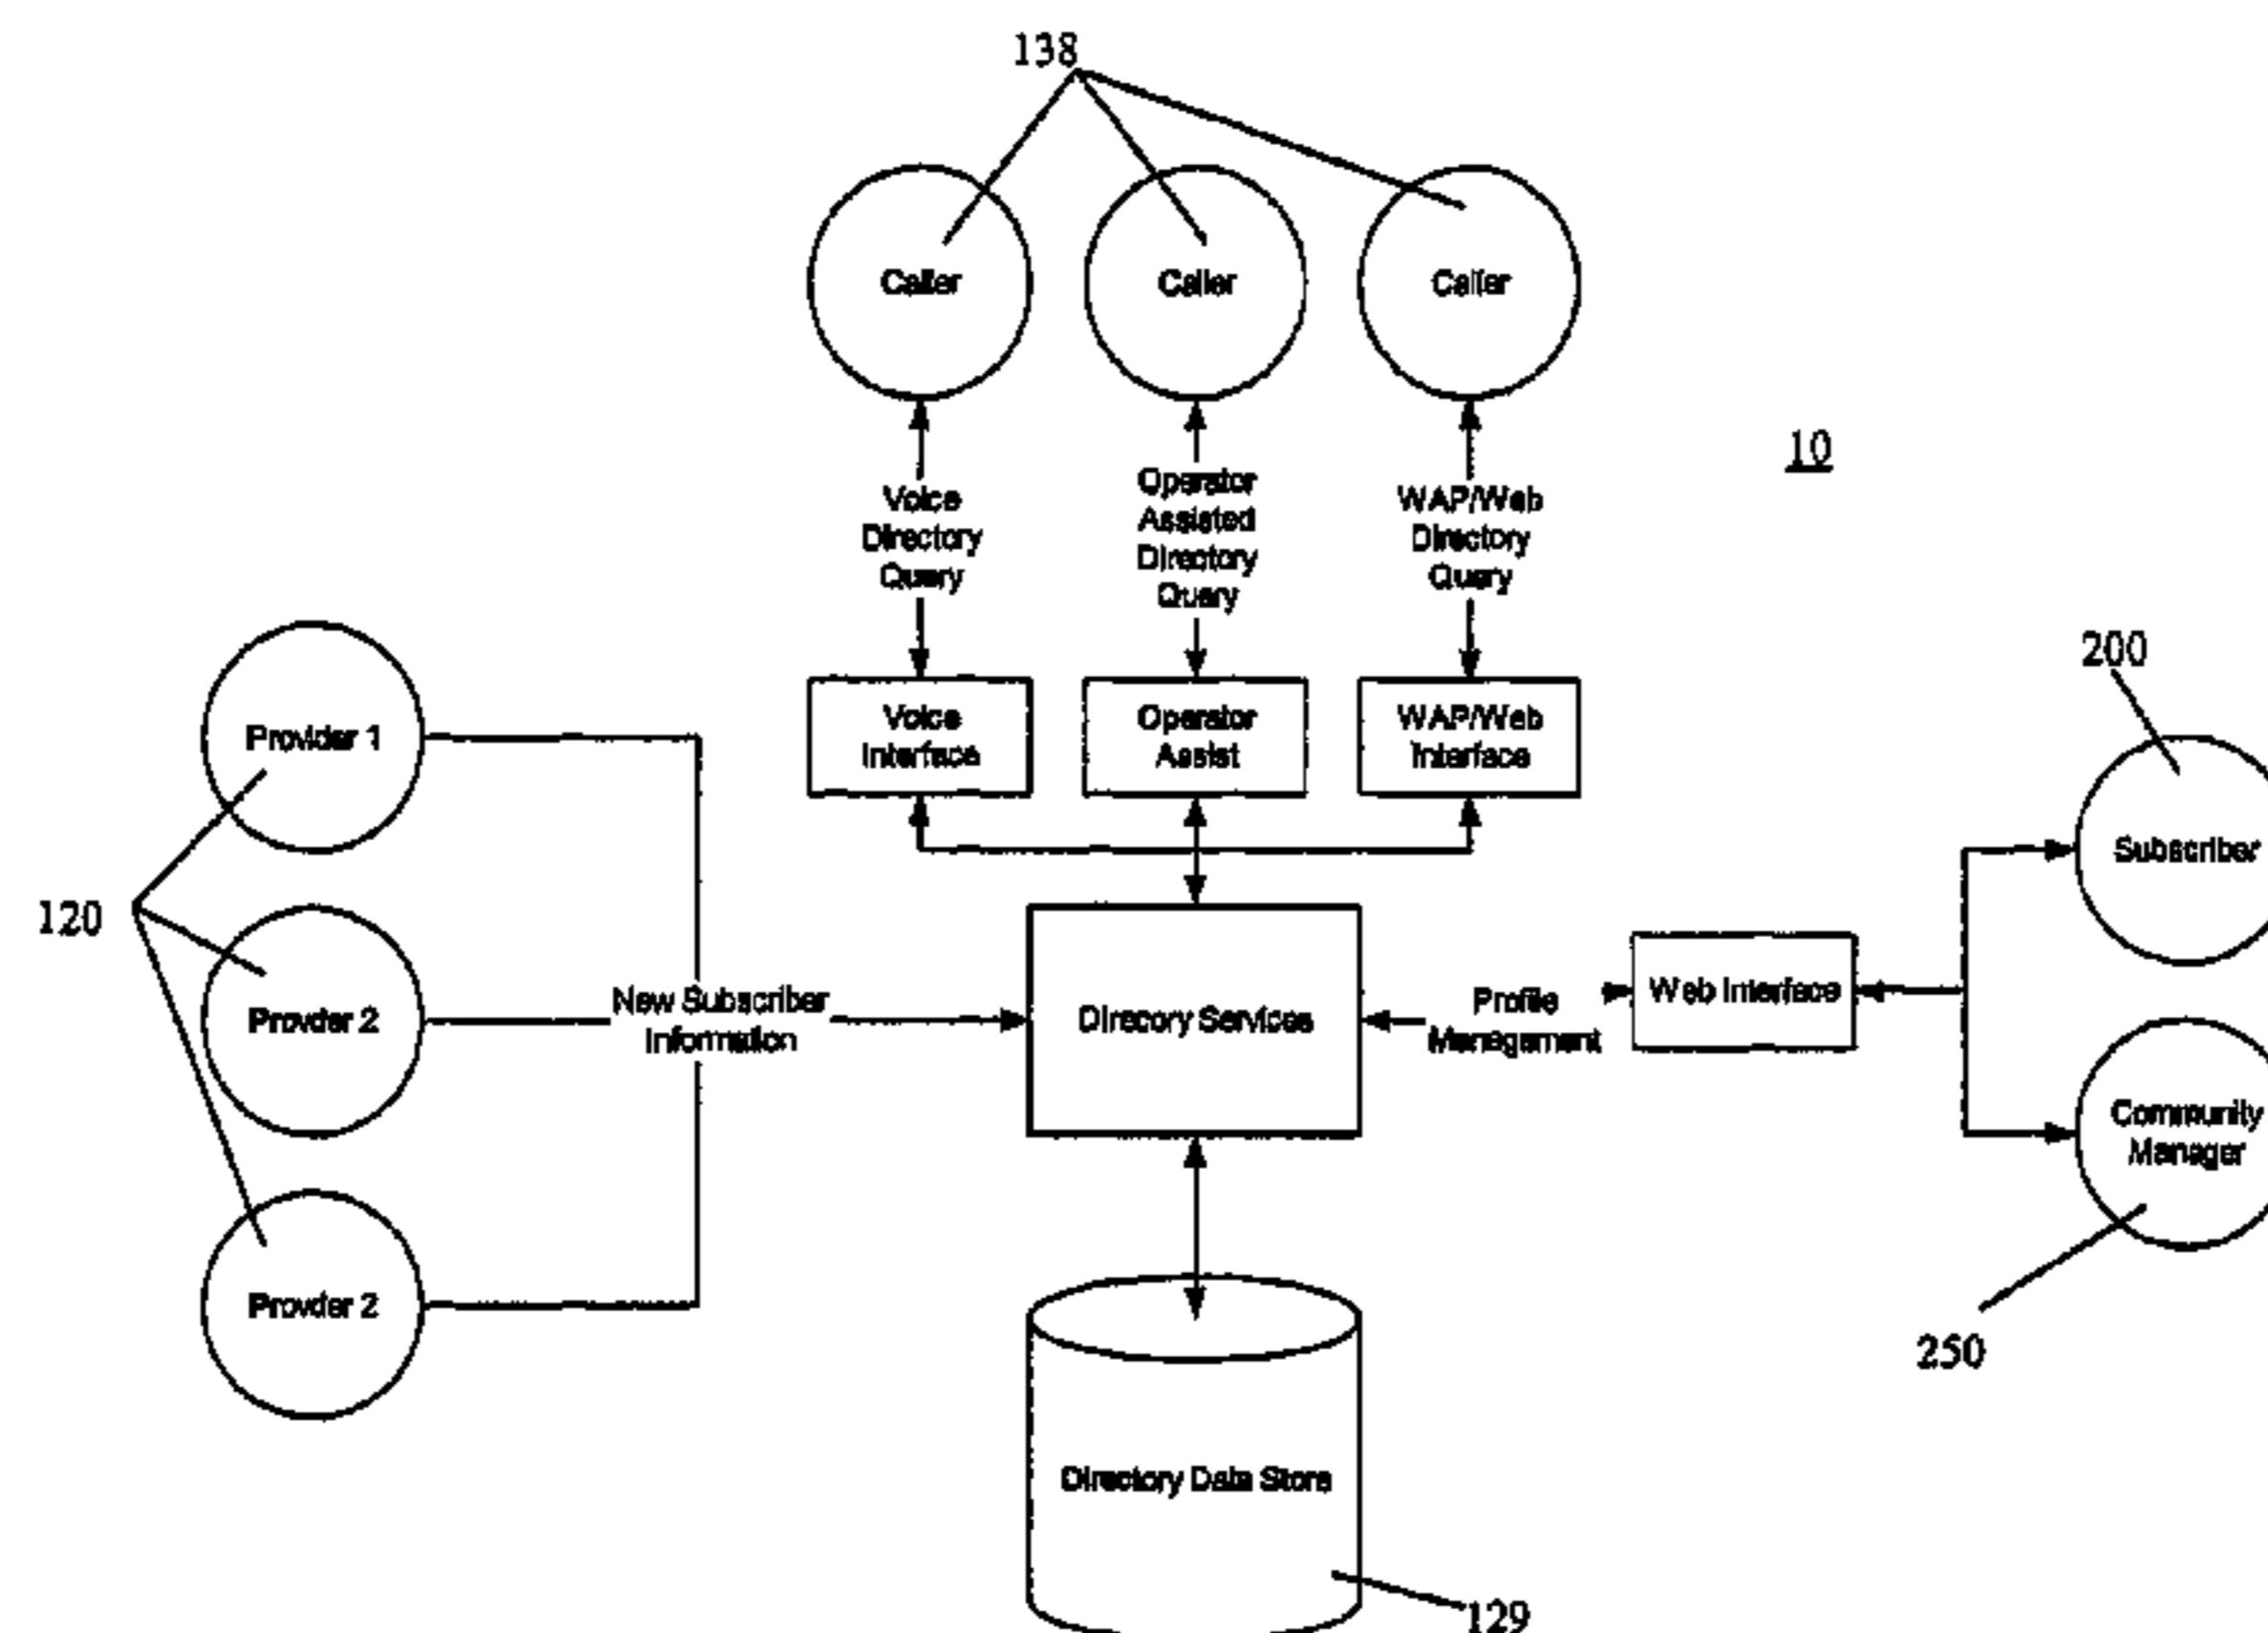 138
Caller
Caller
Caller
10
Voice
Directory
Query
Operator
Assisted
Directory
Query
WAP/Web
Directory
Query
200
Voice
Interface
Operator
Assist
WAP/Web
Interface
Provider 1
Subscriber
120
Provder 2
New Subscriber
Information
Direcory Services
Profile
Management
Web Interface
Community
Manager
Provder 2
250
Directory Data Store
129